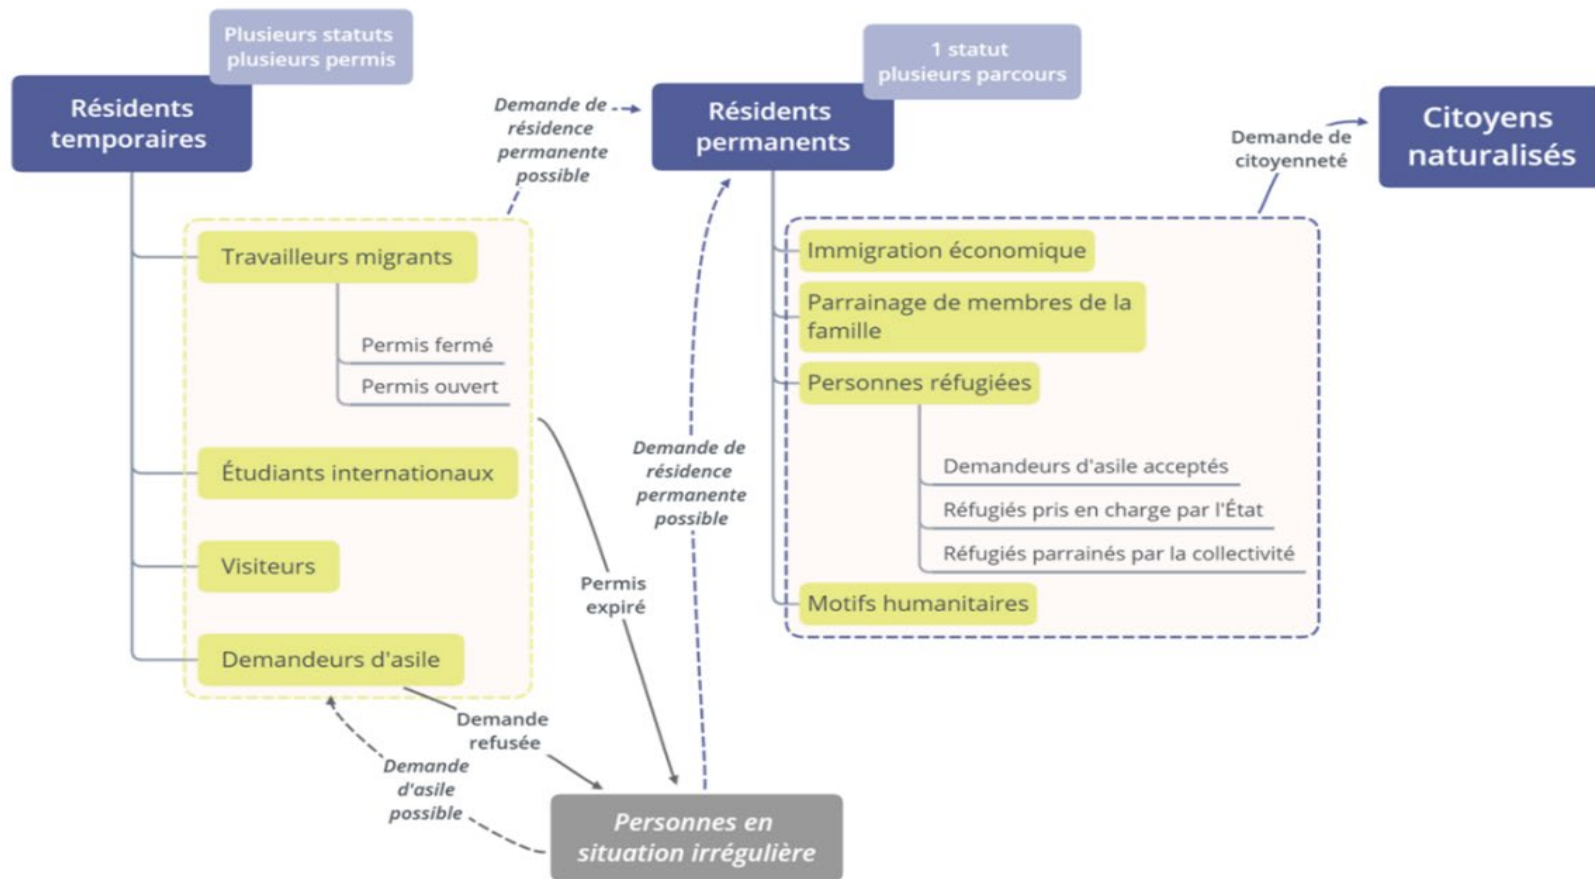 Plusieurs statuts
plusieurs permis
Résidents
temporaires
Travailleurs migrants
Permis fermé
Permis ouvert
Étudiants internationaux
Visiteurs
Demandeurs d'asile
Demande de
résidence
permanente
possible
1 statut
plusieurs parcours
Résidents
permanents
Immigration économique
Parrainage de membres de la
famille
Personnes réfugiées
Demandeurs d'asile acceptés
Réfugiés pris en charge par l'État
Réfugiés parrainés par la collectivité
Motifs humanitaires
Demande de
citoyenneté
Citoyens
naturalisés
Demande de
résidence
permanente
possible
Permis
expiré
Demande
refusée
Demande
d'asile
possible
Personnes en
situation irrégulière